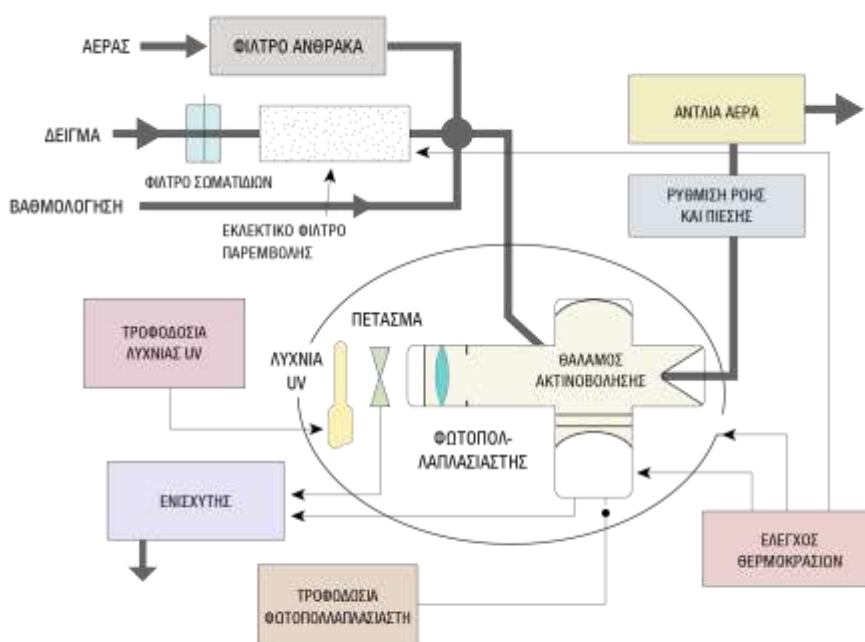 ΑΕΡΑΣ
ΦΙΛΤΡΟ ΑΝΘΡΑΚΑ
ΑΝΤΛΙΑ ΑΕΡΑ
ΔΕΙΓΜΑ
ΦΙΛΤΡΟ ΣΩΜΑΤΙΔΙΩΝ
ΒΑΘΜΟΛΟΓΗΣΗ
ΕΚΛΕΚΤΙΚΟ ΦΙΛΤΡΟ
ΠΑΡΕΜΒΟΛΗΣ
ΡΥΘΜΙΣΗ ΡΟΗΣ
ΚΑΙ ΠΙΕΣΗΣ
ΤΡΟΦΟΔΟΣΙΑ
ΛΥΧΝΙΑΣ UV
ΠΕΤΑΣΜΑ
ΛΥΧΝΙΑ
UV
ΘΑΛΑΜΟΣ
ΑΚΤΙΝΟΒΟΛΗΣΗΣ
ΦΩΤΟΠΟΛ-
ΛΑΠΛΑΣΙΑΣΤΗΣ
ΕΝΙΣΧΥΤΗΣ
ΕΛΕΓΧΟΣ
ΘΕΡΜΟΚΡΑΣΙΩΝ
ΤΡΟΦΟΔΟΣΙΑ
ΦΩΤΟΠΟΛΛΑΠΛΑΣΙΑΣΤΗ